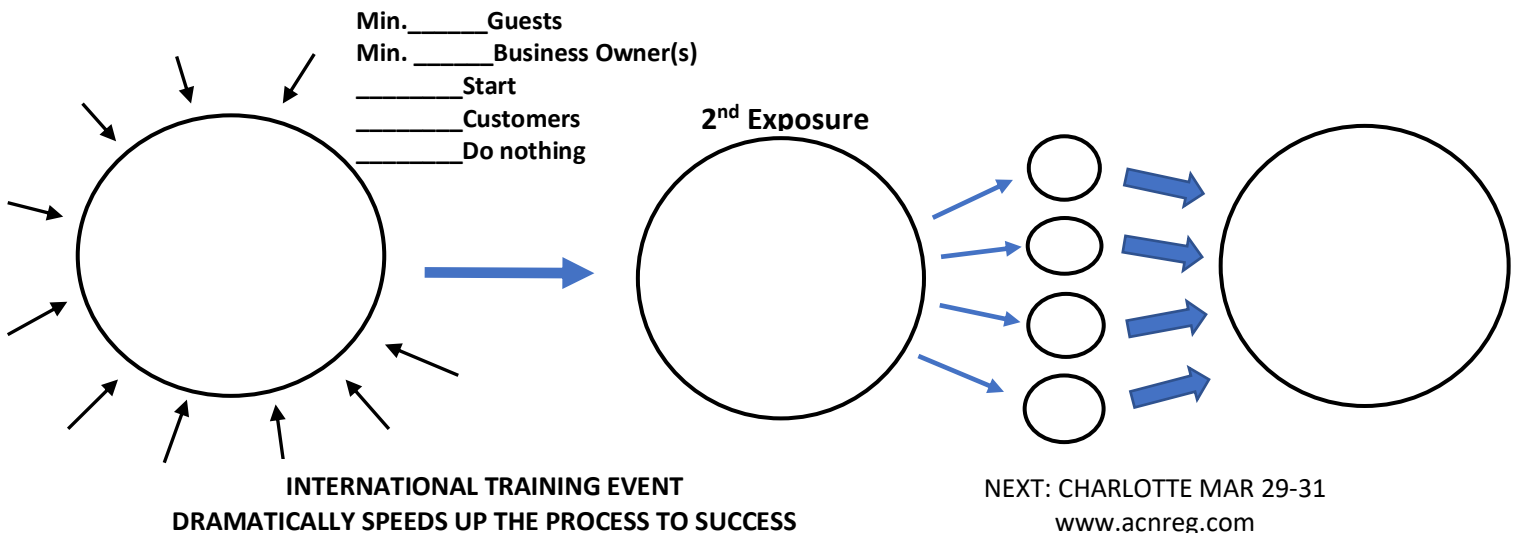 Min.______Guests
Min. ______Business Owner(s)
________Start
________Customers
________Do nothing
2nd Exposure
INTERNATIONAL TRAINING EVENT
DRAMATICALLY SPEEDS UP THE PROCESS TO SUCCESS
NEXT: CHARLOTTE MAR 29-31
www.acnreg.com